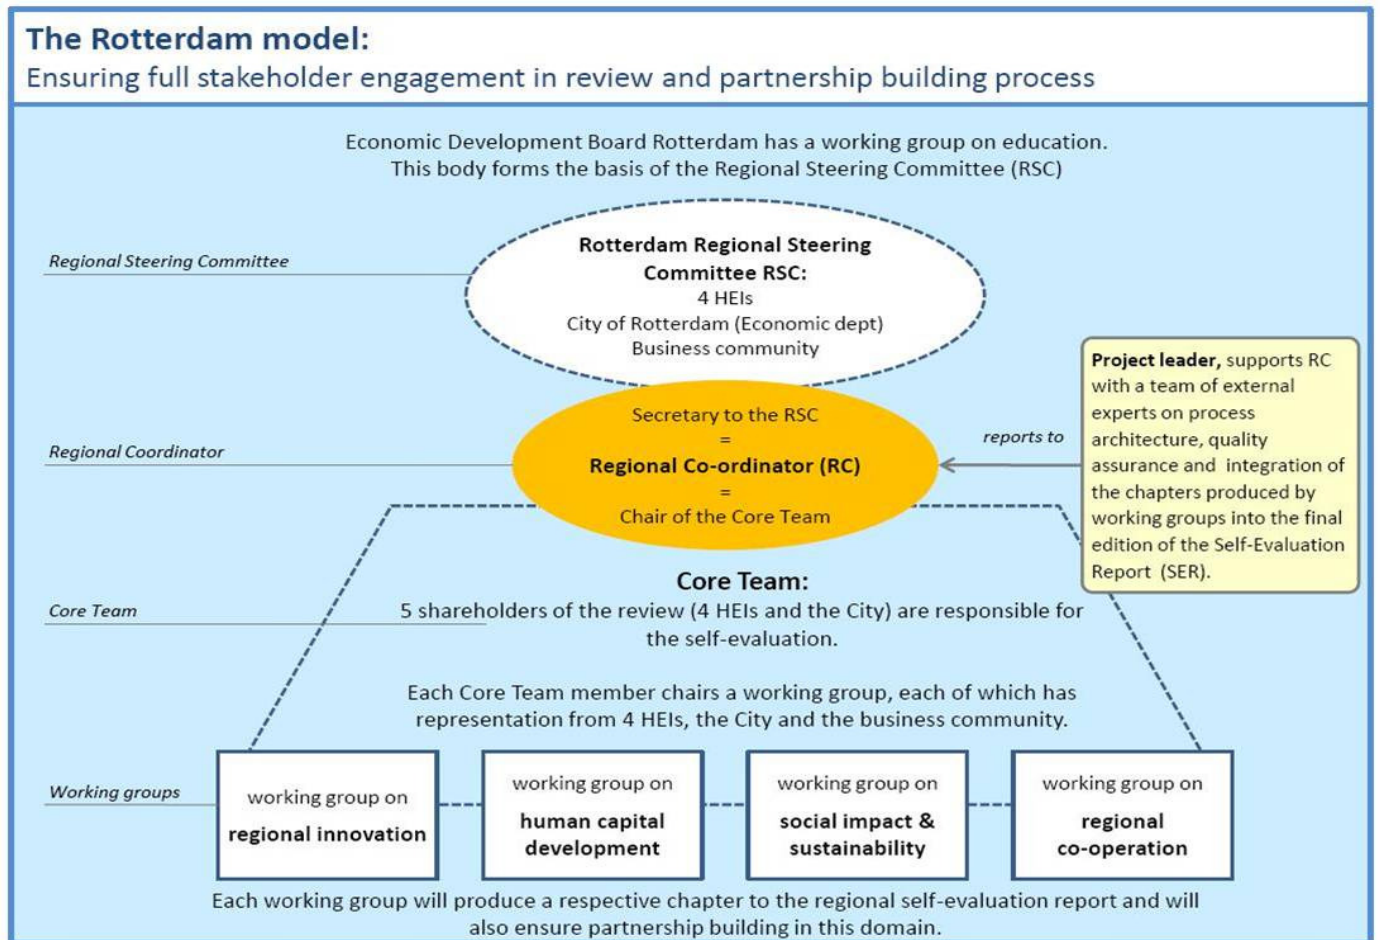 The Rotterdam model:
Ensuring full stakeholder engagement in review and partnership building process
Economic Development Board Rotterdam has a working group on education.
This body forms the basis of the Regional Steering Committee (RSC)
Regional Steering Committee
Rotterdam Regional Steering
Committee RSC:
4 HEIs
City of Rotterdam (Economic dept)
Business community
Regional Coordinator
Secretary to the RSC
=
Regional Co-ordinator (RC)
=
Chair of the Core Team
reports to
Project leader, supports RC
with a team of external
experts on process
architecture, quality
assurance and integration of
the chapters produced by
working groups into the final
edition of the Self-Evaluation
Report (SER).
Core Team
Core Team:
5 shareholders of the review (4 HEIs and the City) are responsible for
the self-evaluation.
Each Core Team member chairs a working group, each of which has
representation from 4 HEIs, the City and the business community.
Working groups
working group on
regional innovation
working group on
human capital
development
working group on
social impact &
sustainability
working group on
regional
co-operation
Each working group will produce a respective chapter to the regional self-evaluation report and will
also ensure partnership building in this domain.